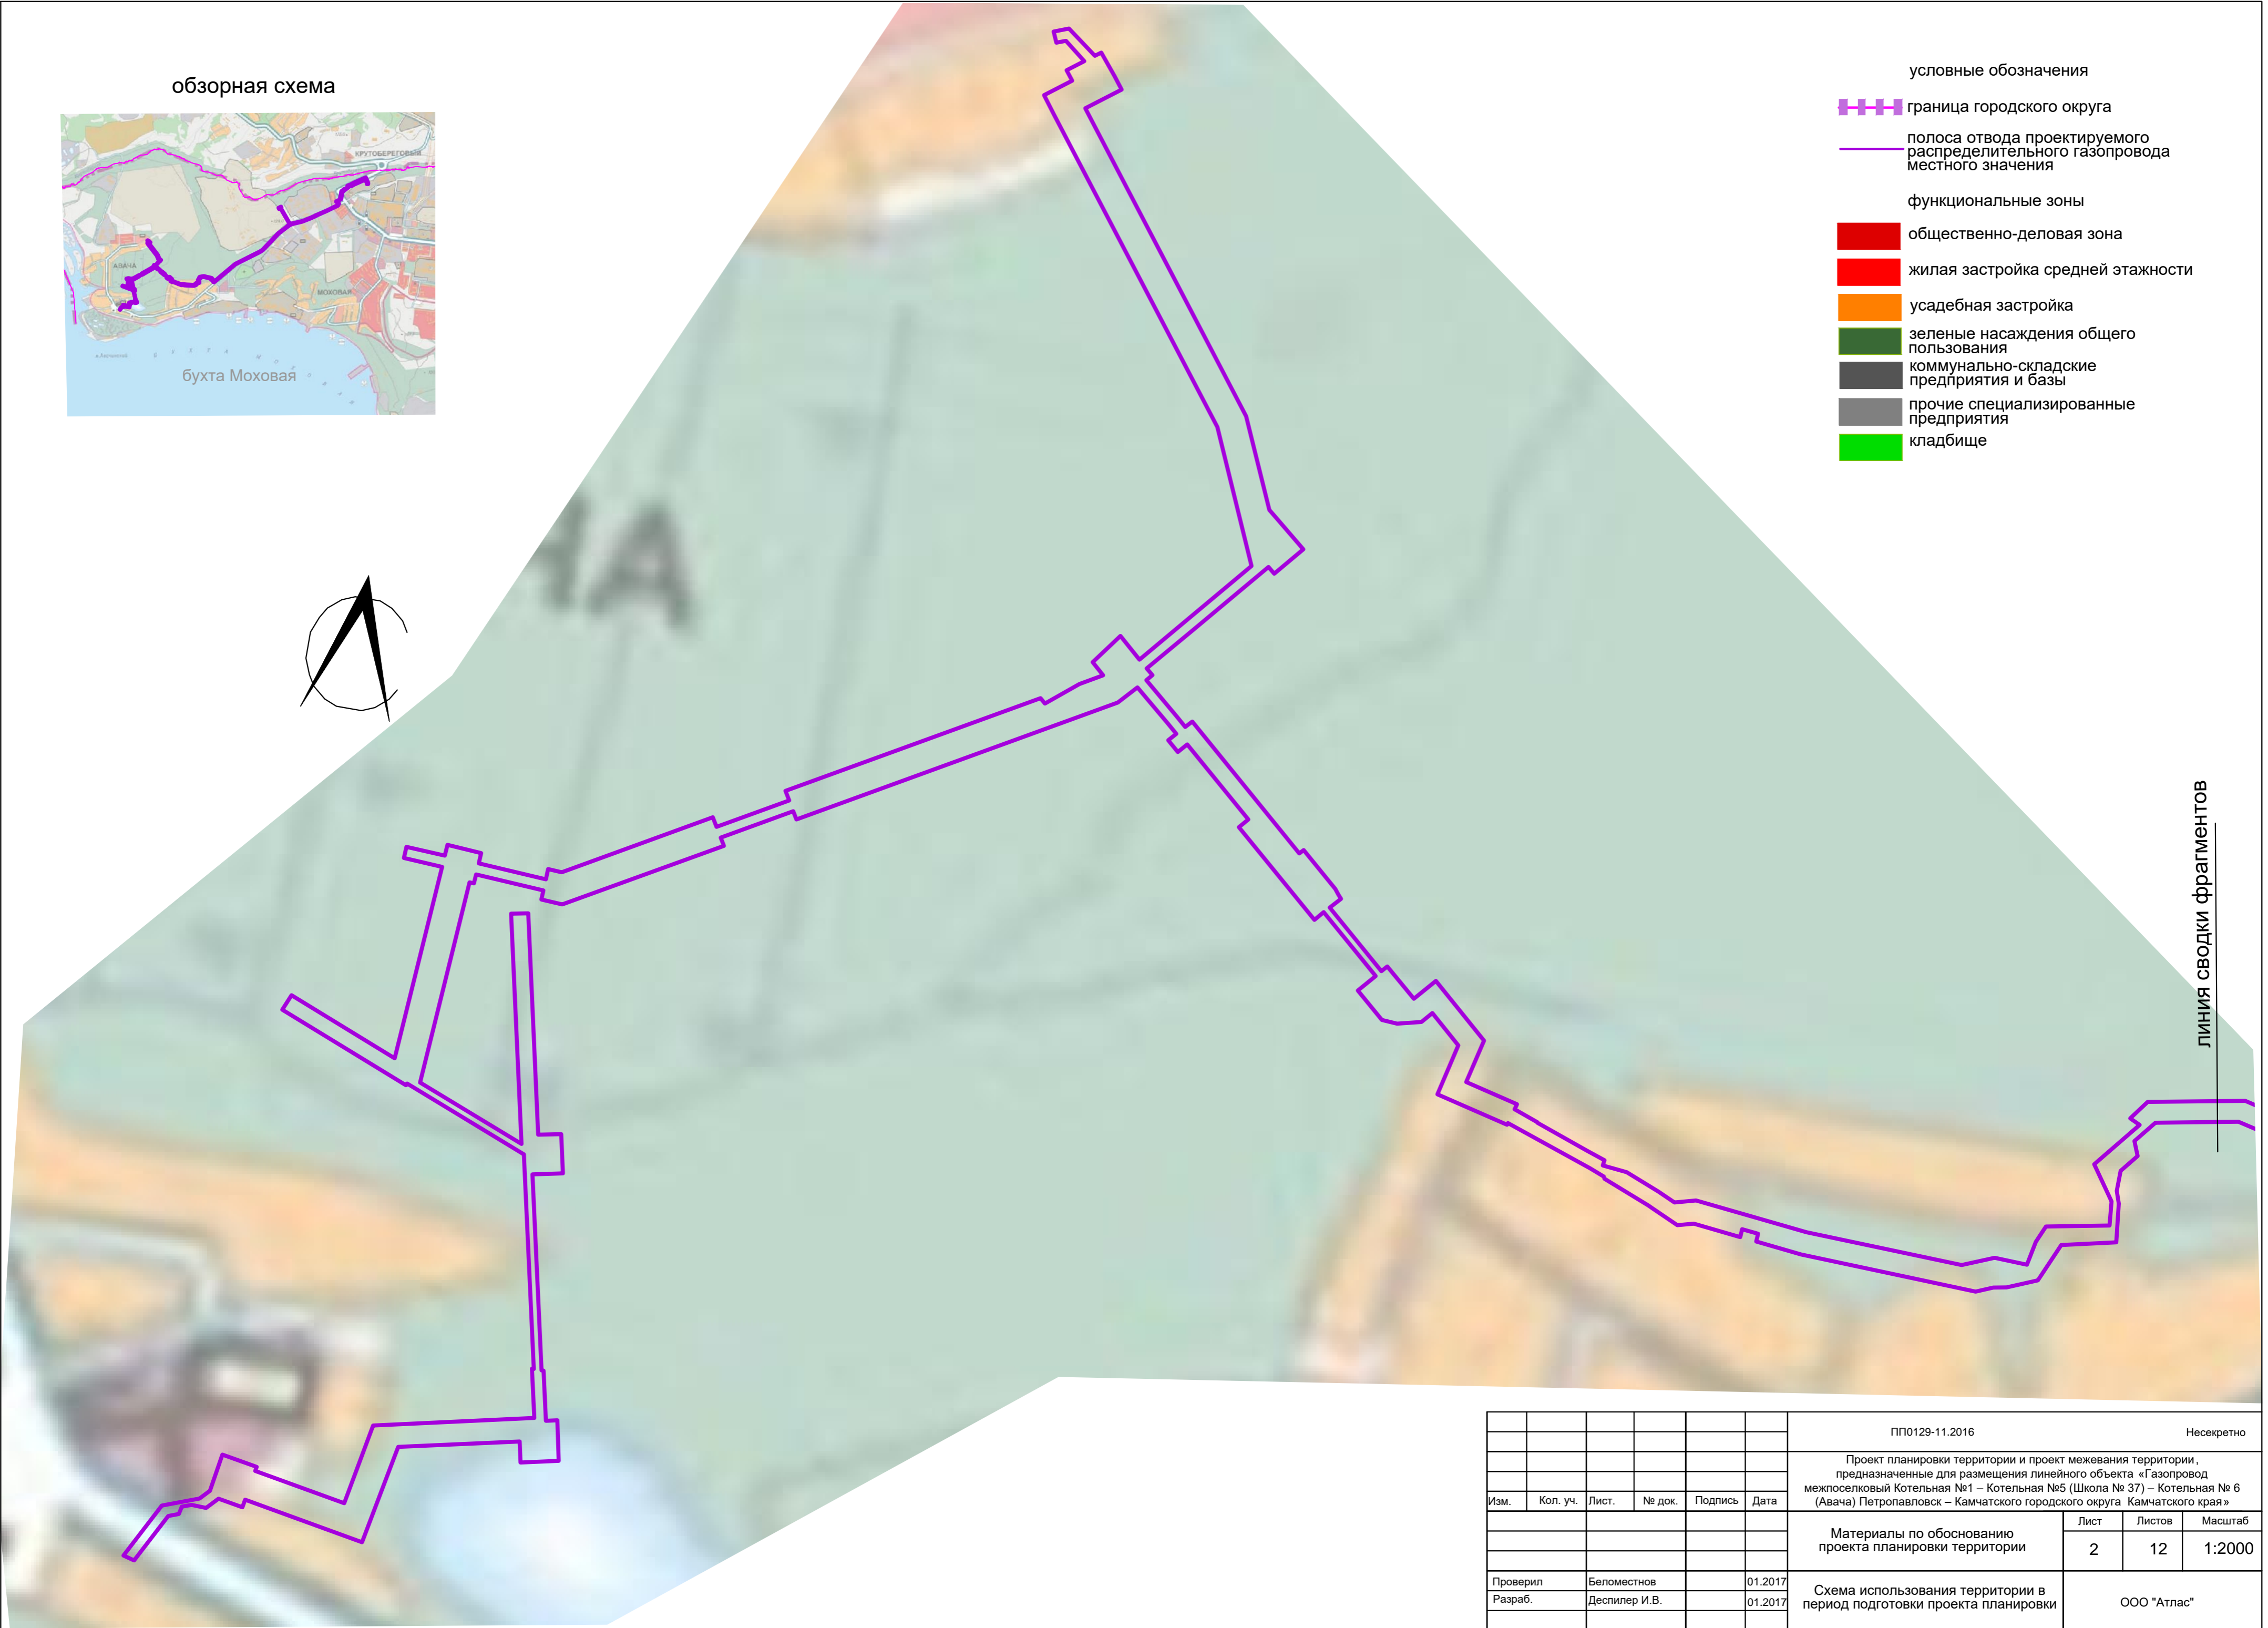 обзорная схема
КРУТОБЕРЕГОВЫЙ
АВАЧА
МОХОВАЯ
бухта Моховая
условные обозначения
граница городского округа
полоса отвода проектируемого
распределительного газопровода
местного значения
функциональные зоны
общественно-деловая зона
жилая застройка средней этажности
усадебная застройка
зеленые насаждения общего
пользования
коммунально-складские
предприятия и базы
прочие специализированные
предприятия
кладбище
линия сводки фрагментов
ПП0129-11.2016 Несекретно
Проект планировки территории и проект межевания территории,
предназначенные для размещения линейного объекта «Газопровод
межпоселковый Котельная №1 – Котельная №5 (Школа № 37) – Котельная № 6
(Авача) Петропавловск – Камчатского городского округа Камчатского края»
Изм. Кол. уч. Лист. № док. Подпись Дата
Материалы по обоснованию
проекта планировки территории
Лист Листов Масштаб
2 12 1:2000
Проверил Беломестнов 01.2017
Разраб. Деспилер И.В. 01.2017
Схема использования территории в
период подготовки проекта планировки
ООО "Атлас"